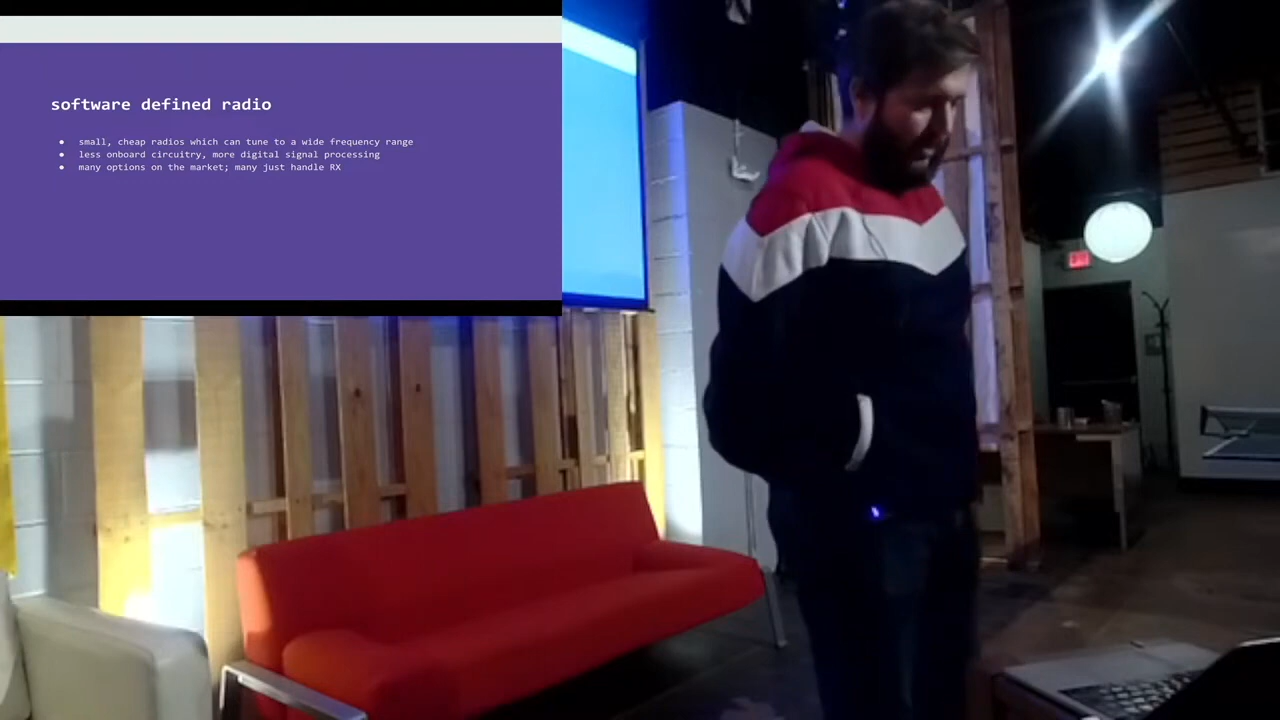 software defined radio
● small, cheap radios which can tune to a wide frequency range
● less onboard circuitry, more digital signal processing
● many options on the market; many just handle RX
EXIT